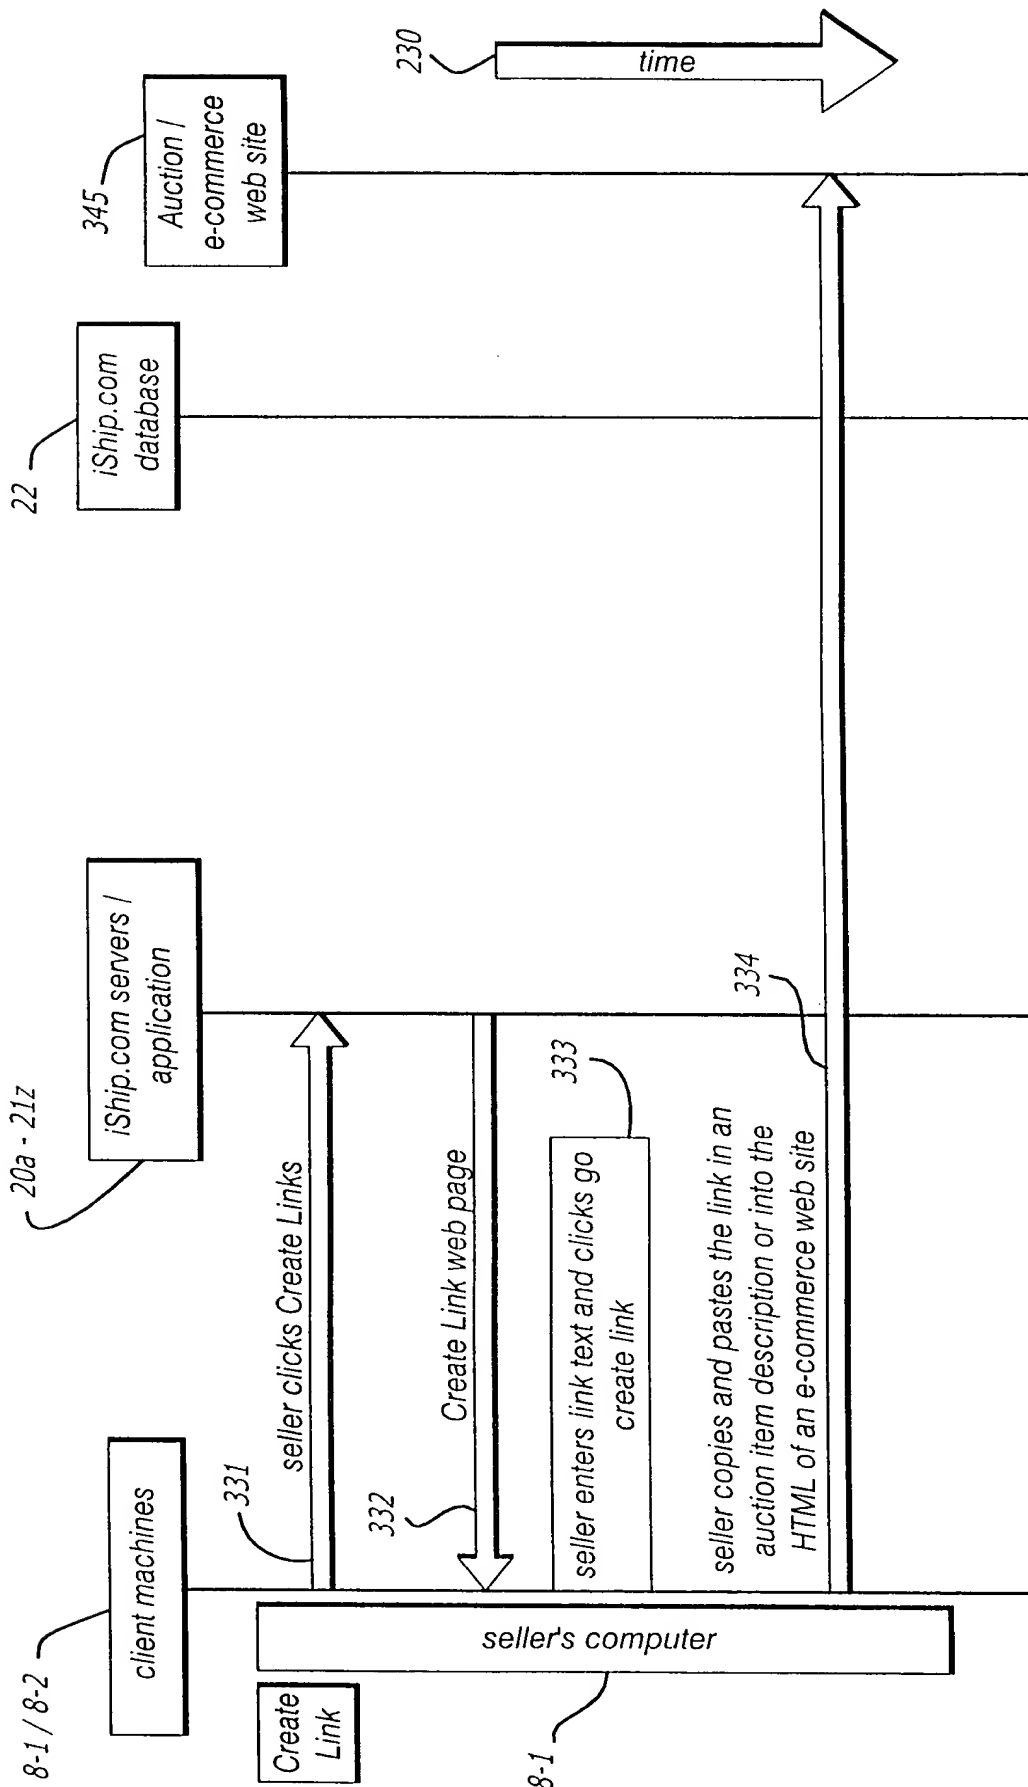 8-1 / 8-2
client machines
20a - 21z
iShip.com servers /
application
22
iShip.com
database
345
Auction /
e-commerce
web site
230
time
Create
Link
seller's computer
8-1
331
seller clicks Create Links
332
Create Link web page
333
seller enters link text and clicks go
create link
334
seller copies and pastes the link in an
auction item description or into the
HTML of an e-commerce web site